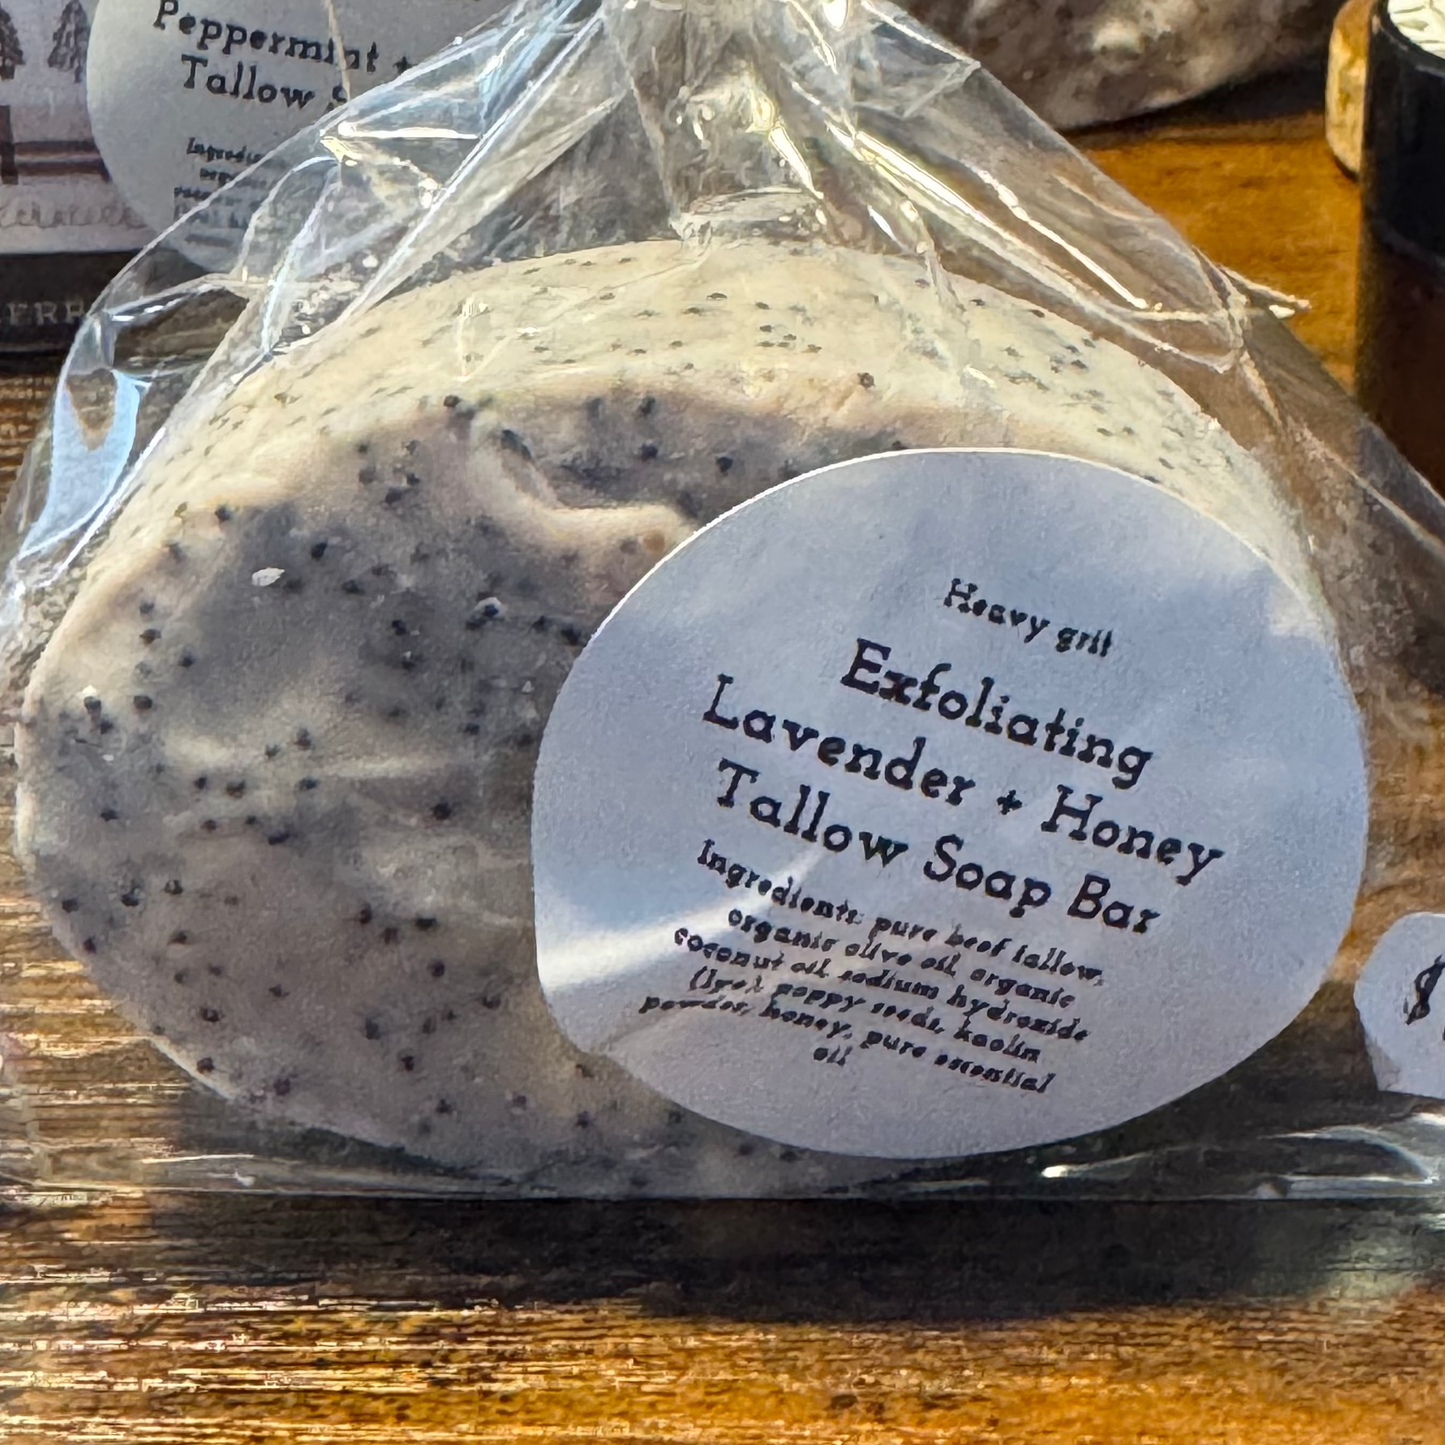 Peppermint +
Tallow S
Ingredie
Heavy grit
Exfoliating
Lavender + Honey
Tallow Soap Bar
Ingredients: pure beef tallow,
organic olive oil, organic
coconut oil, sodium hydroxide
(lye), poppy seeds, kaolin
powder, honey, pure essential
oil
$